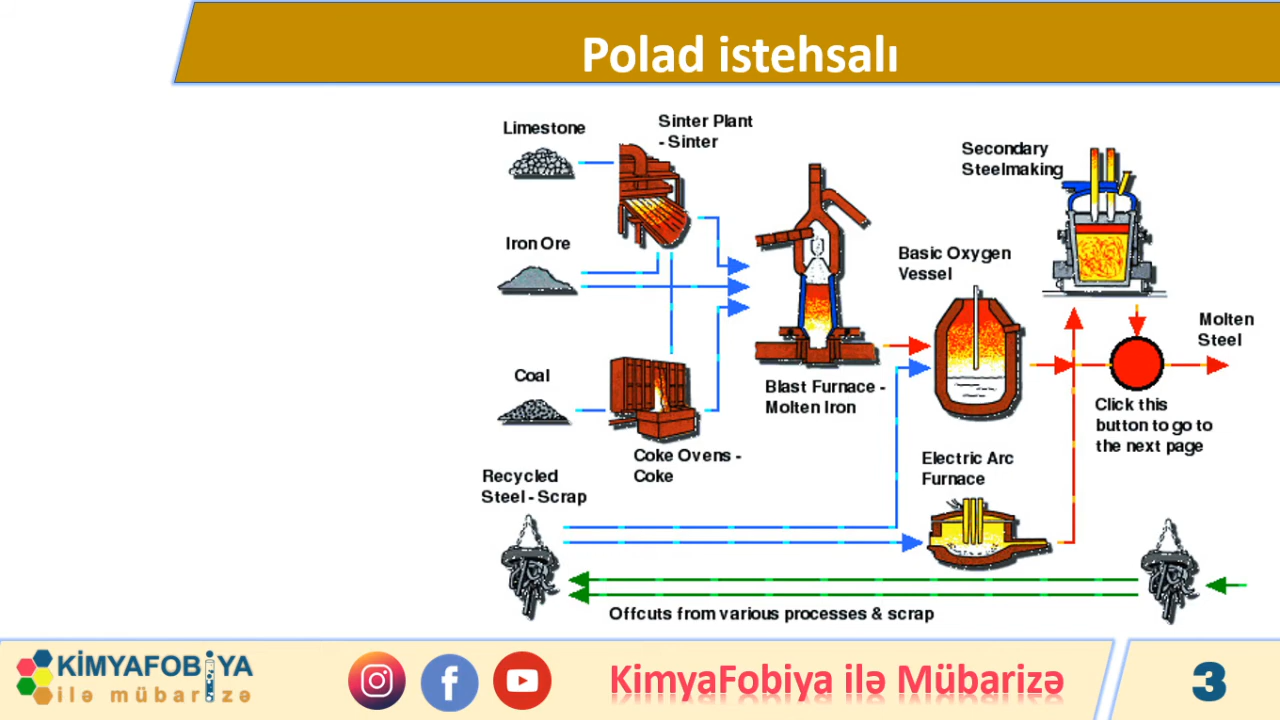 Polad istehsalı
Limestone
Sinter Plant
- Sinter
Secondary
Steelmaking
Iron Ore
Basic Oxygen
Vessel
Molten
Steel
Coal
Blast Furnace -
Molten Iron
Click this
button to go to
the next page
Coke Ovens -
Coke
Electric Arc
Furnace
Recycled
Steel - Scrap
Offcuts from various processes & scrap
KİMYAFOBİYA
ilə mübarizə
KimyaFobiya ilə Mübarizə
3